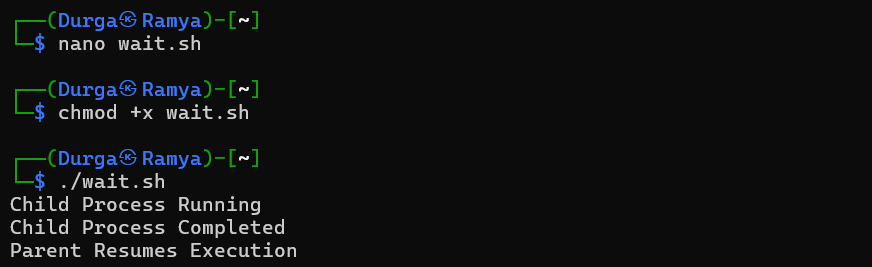 ┌──(Durga㉿Ramya)-[~]
└─$ nano wait.sh
┌──(Durga㉿Ramya)-[~]
└─$ chmod +x wait.sh
┌──(Durga㉿Ramya)-[~]
└─$ ./wait.sh
Child Process Running
Child Process Completed
Parent Resumes Execution